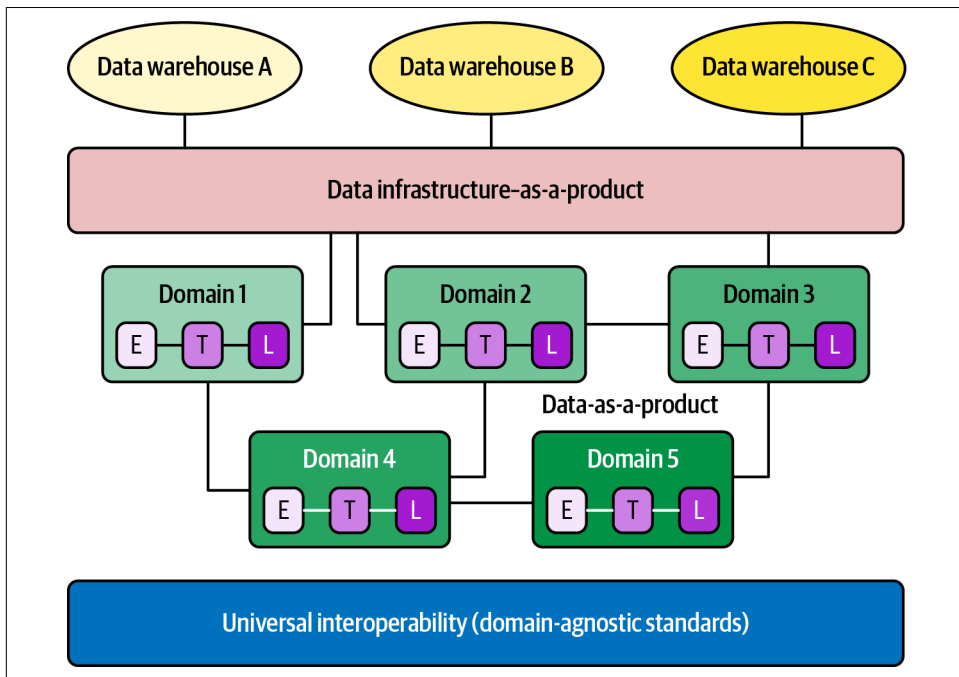 Data warehouse A
Data warehouse B
Data warehouse C
Data infrastructure–as-a-product
Domain 1
E T L
Domain 2
E T L
Domain 3
E T L
Data-as-a-product
Domain 4
E T L
Domain 5
E T L
Universal interoperability (domain-agnostic standards)